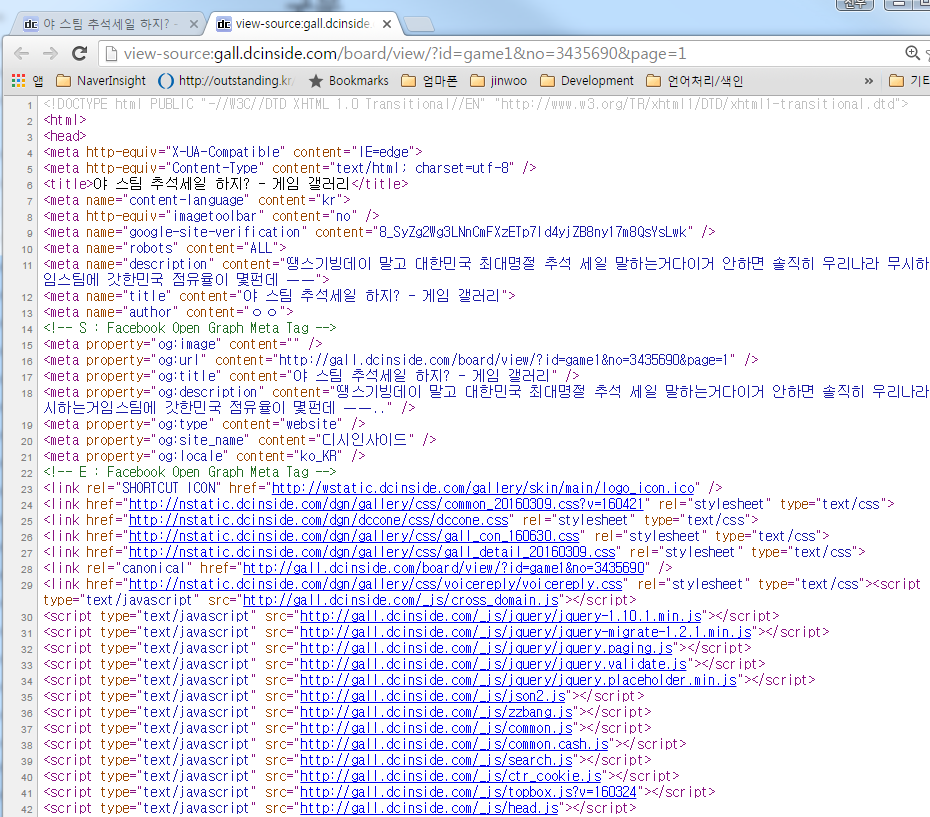 진우
야 스팀 추석세일 하지? -
view-source:gall.dcinside
view-source:gall.dcinside.com/board/view/?id=game1&no=3435690&page=1
앱 NaverInsight http://outstanding.kr Bookmarks 엄마폰 jinwoo Development 언어처리/색인 » 기타
1 <!DOCTYPE html PUBLIC "-//W3C//DTD XHTML 1.0 Transitional//EN" "http://www.w3.org/TR/xhtml1/DTD/xhtml1-transitional.dtd">
2 <html>
3 <head>
4 <meta http-equiv="X-UA-Compatible" content="IE=edge">
5 <meta http-equiv="Content-Type" content="text/html; charset=utf-8" />
6 <title>야 스팀 추석세일 하지? - 게임 갤러리</title>
7 <meta name="content-language" content="kr">
8 <meta http-equiv="imagetoolbar" content="no" />
9 <meta name="google-site-verification" content="8_SyZg2Wg3LNnCmFXzETp7ld4yjZB8ny17m8QsYsLwk" />
10 <meta name="robots" content="ALL">
11 <meta name="description" content="땡스기빙데이 말고 대한민국 최대명절 추석 세일 말하는거다이거 안하면 솔직히 우리나라 무시하
임스팀에 갓한민국 점유율이 몇펀데 ㅡㅡ">
12 <meta name="title" content="야 스팀 추석세일 하지? - 게임 갤러리">
13 <meta name="author" content="ㅇㅇ">
14 <!-- S : Facebook Open Graph Meta Tag -->
15 <meta property="og:image" content="" />
16 <meta property="og:url" content="http://gall.dcinside.com/board/view/?id=game1&no=3435690&page=1" />
17 <meta property="og:title" content="야 스팀 추석세일 하지? - 게임 갤러리" />
18 <meta property="og:description" content="땡스기빙데이 말고 대한민국 최대명절 추석 세일 말하는거다이거 안하면 솔직히 우리나라
시하는거임스팀에 갓한민국 점유율이 몇펀데 ㅡㅡ.." />
19 <meta property="og:type" content="website" />
20 <meta property="og:site_name" content="디시인사이드" />
21 <meta property="og:locale" content="ko_KR" />
22 <!-- E : Facebook Open Graph Meta Tag -->
23 <link rel="SHORTCUT ICON" href="http://wstatic.dcinside.com/gallery/skin/main/logo_icon.ico" />
24 <link href="http://nstatic.dcinside.com/dgn/gallery/css/common_20160309.css?v=160421" rel="stylesheet" type="text/css">
25 <link href="http://nstatic.dcinside.com/dgn/dccone/css/dccone.css" rel="stylesheet" type="text/css">
26 <link href="http://nstatic.dcinside.com/dgn/gallery/css/gall_con_160630.css" rel="stylesheet" type="text/css">
27 <link href="http://nstatic.dcinside.com/dgn/gallery/css/gall_detail_20160309.css" rel="stylesheet" type="text/css">
28 <link rel="canonical" href="http://gall.dcinside.com/board/view/?id=game1&no=3435690" />
29 <link href="http://nstatic.dcinside.com/dgn/gallery/css/voicereply/voicereply.css" rel="stylesheet" type="text/css"><script
type="text/javascript" src="http://gall.dcinside.com/_js/cross_domain.js"></script>
30 <script type="text/javascript" src="http://gall.dcinside.com/_js/jquery/jquery-1.10.1.min.js"></script>
31 <script type="text/javascript" src="http://gall.dcinside.com/_js/jquery/jquery-migrate-1.2.1.min.js"></script>
32 <script type="text/javascript" src="http://gall.dcinside.com/_js/jquery/jquery.paging.js"></script>
33 <script type="text/javascript" src="http://gall.dcinside.com/_js/jquery/jquery.validate.js"></script>
34 <script type="text/javascript" src="http://gall.dcinside.com/_js/jquery/jquery.placeholder.min.js"></script>
35 <script type="text/javascript" src="http://gall.dcinside.com/_js/json2.js"></script>
36 <script type="text/javascript" src="http://gall.dcinside.com/_js/zzbang.js"></script>
37 <script type="text/javascript" src="http://gall.dcinside.com/_js/common.js"></script>
38 <script type="text/javascript" src="http://gall.dcinside.com/_js/common.cash.js"></script>
39 <script type="text/javascript" src="http://gall.dcinside.com/_js/search.js"></script>
40 <script type="text/javascript" src="http://gall.dcinside.com/_js/ctr_cookie.js"></script>
41 <script type="text/javascript" src="http://gall.dcinside.com/_js/topbox.js?v=160324"></script>
42 <script type="text/javascript" src="http://gall.dcinside.com/_js/head.js"></script>